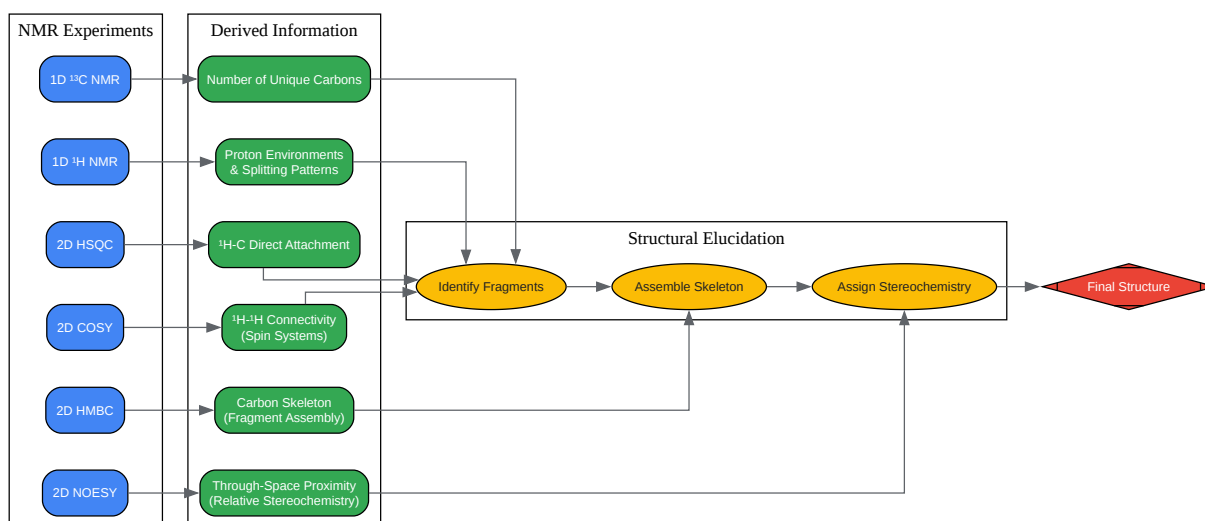 NMR Experiments
Derived Information
1D ¹³C NMR
Number of Unique Carbons
1D ¹H NMR
Proton Environments
& Splitting Patterns
2D HSQC
¹H-C Direct Attachment
Structural Elucidation
Identify Fragments
Assemble Skeleton
Assign Stereochemistry
Final Structure
2D COSY
¹H-¹H Connectivity
(Spin Systems)
2D HMBC
Carbon Skeleton
(Fragment Assembly)
2D NOESY
Through-Space Proximity
(Relative Stereochemistry)